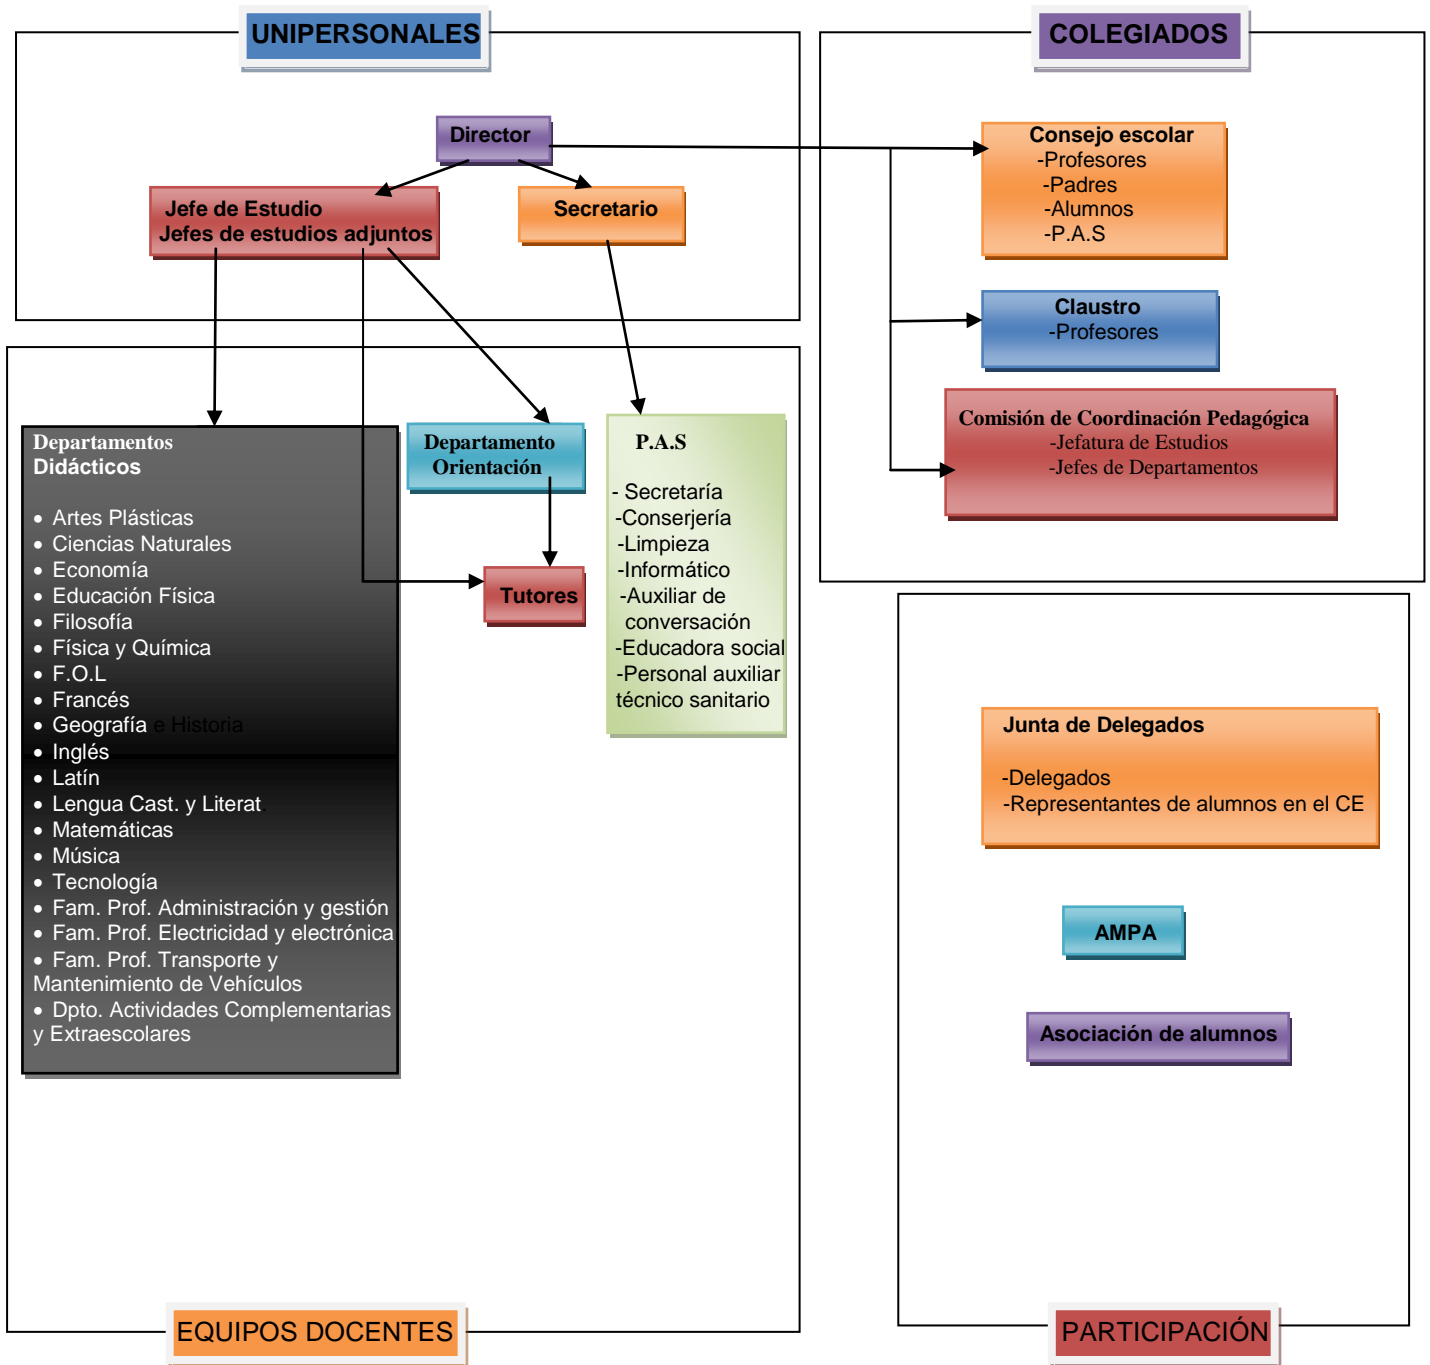 UNIPERSONALES
COLEGIADOS
Director
Jefe de Estudio
Jefes de estudios adjuntos
Secretario
Consejo escolar
-Profesores
-Padres
-Alumnos
-P.A.S
Claustro
-Profesores
Comisión de Coordinación Pedagógica
-Jefatura de Estudios
-Jefes de Departamentos
Departamentos
Didácticos
• Artes Plásticas
• Ciencias Naturales
• Economía
• Educación Física
• Filosofía
• Física y Química
• F.O.L
• Francés
• Geografía e Historia
• Inglés
• Latín
• Lengua Cast. y Literat
• Matemáticas
• Música
• Tecnología
• Fam. Prof. Administración y gestión
• Fam. Prof. Electricidad y electrónica
• Fam. Prof. Transporte y
Mantenimiento de Vehículos
• Dpto. Actividades Complementarias
y Extraescolares
Departamento
Orientación
Tutores
P.A.S
- Secretaría
-Conserjería
-Limpieza
-Informático
-Auxiliar de
conversación
-Educadora social
-Personal auxiliar
técnico sanitario
Junta de Delegados
-Delegados
-Representantes de alumnos en el CE
AMPA
Asociación de alumnos
EQUIPOS DOCENTES
PARTICIPACIÓN